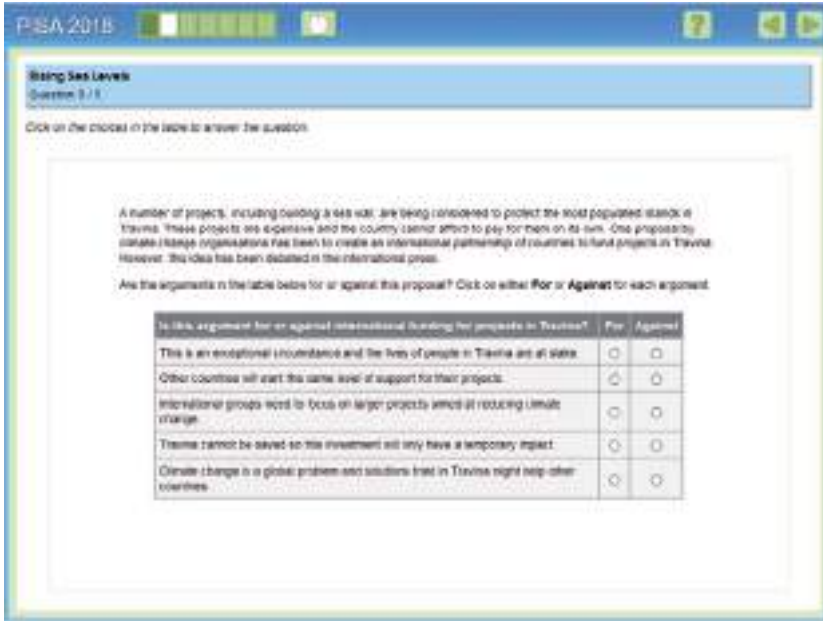 PISA 2018
?
Rising Sea Levels
Question 3 / 5
Click on the choices in the table to answer the question.
A number of projects, including building a sea wall, are being considered to protect the most populated islands in
Travina. These projects are expensive and the country cannot afford to pay for them on its own. One proposal by
climate change organisations has been to create an international partnership of countries to fund projects in Travina.
However, this idea has been debated in the international press.
Are the arguments in the table below for or against this proposal? Click on either For or Against for each argument.
Is this argument for or against international funding for projects in Travina? For Against
This is an exceptional circumstance and the lives of people in Travina are at stake.
Other countries will want the same level of support for their projects.
International groups need to focus on larger projects aimed at reducing climate
change.
Travina cannot be saved so this investment will only have a temporary impact.
Climate change is a global problem and solutions tried in Travina might help other
countries.